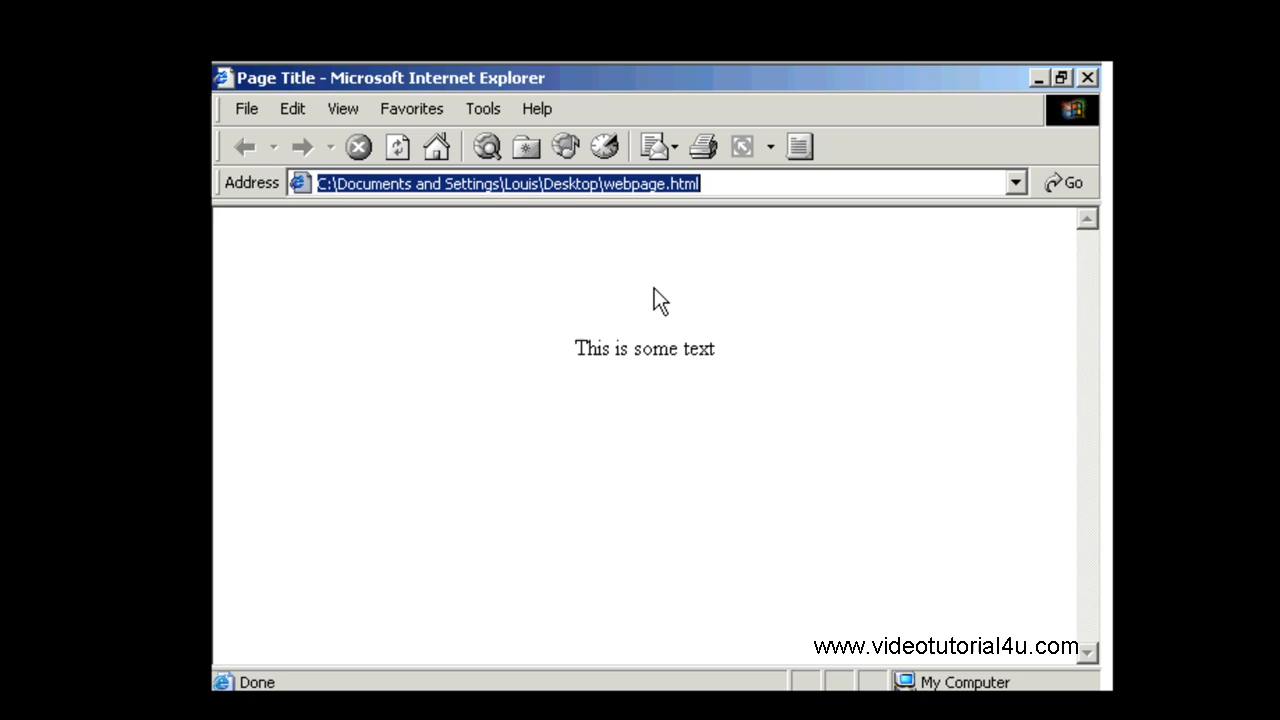 Page Title - Microsoft Internet Explorer
File Edit View Favorites Tools Help
Address C:\Documents and Settings\Louis\Desktop\webpage.html Go
This is some text
www.videotutorial4u.com
Done My Computer